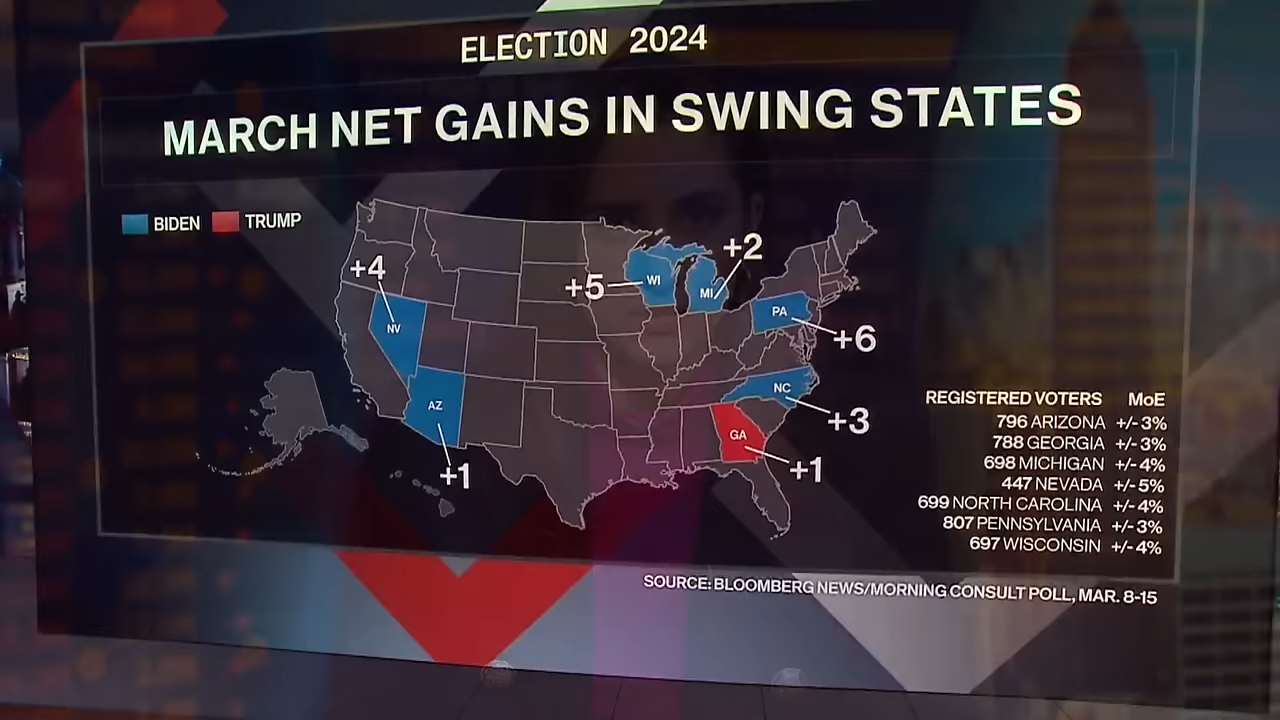 ELECTION 2024
MARCH NET GAINS IN SWING STATES
BIDEN TRUMP
+4
NV
AZ
+1
+5
WI
+2
MI
PA
+6
NC
+3
GA
+1
REGISTERED VOTERS MoE
796 ARIZONA +/- 3%
788 GEORGIA +/- 3%
698 MICHIGAN +/- 4%
447 NEVADA +/- 5%
699 NORTH CAROLINA +/- 4%
807 PENNSYLVANIA +/- 3%
697 WISCONSIN +/- 4%
SOURCE: BLOOMBERG NEWS/MORNING CONSULT POLL, MAR. 8-15